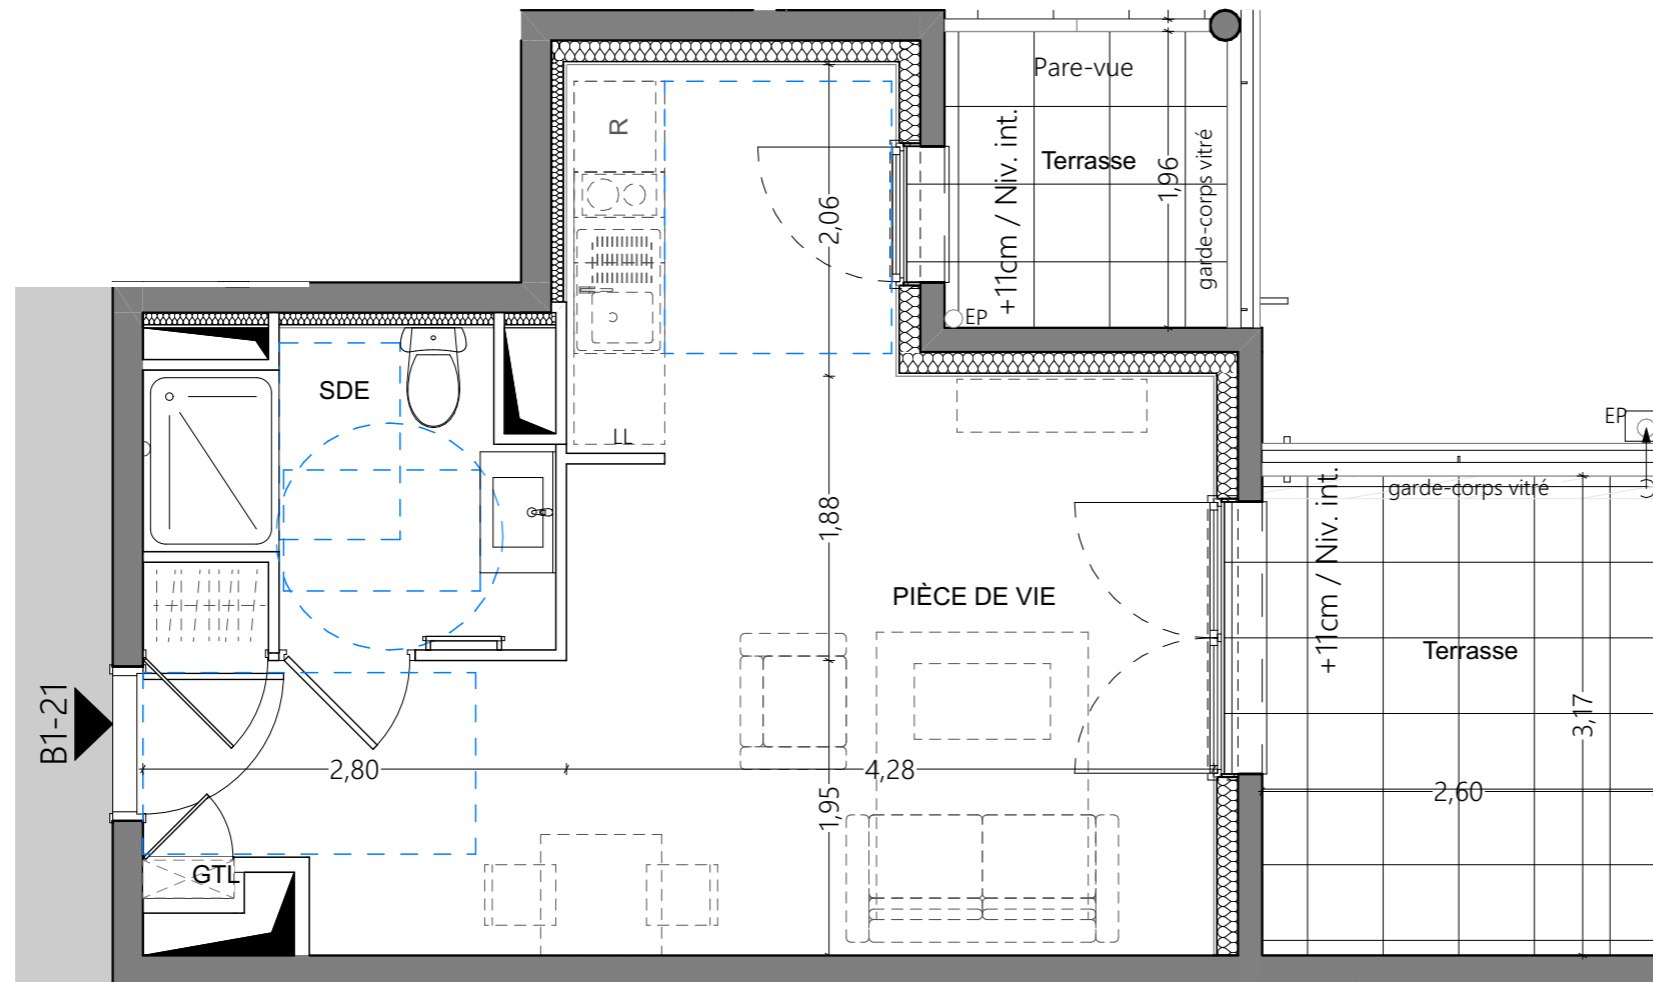 Pare-vue
R
Terrasse
1,96
garde-corps vitré
+11cm / Niv. int.
2,06
EP
SDE
EP
LL
garde-corps vitré
1,88
+11cm / Niv. int.
PIÈCE DE VIE
Terrasse
B1-21
3,17
2,80
4,28
2,60
1,95
GTL